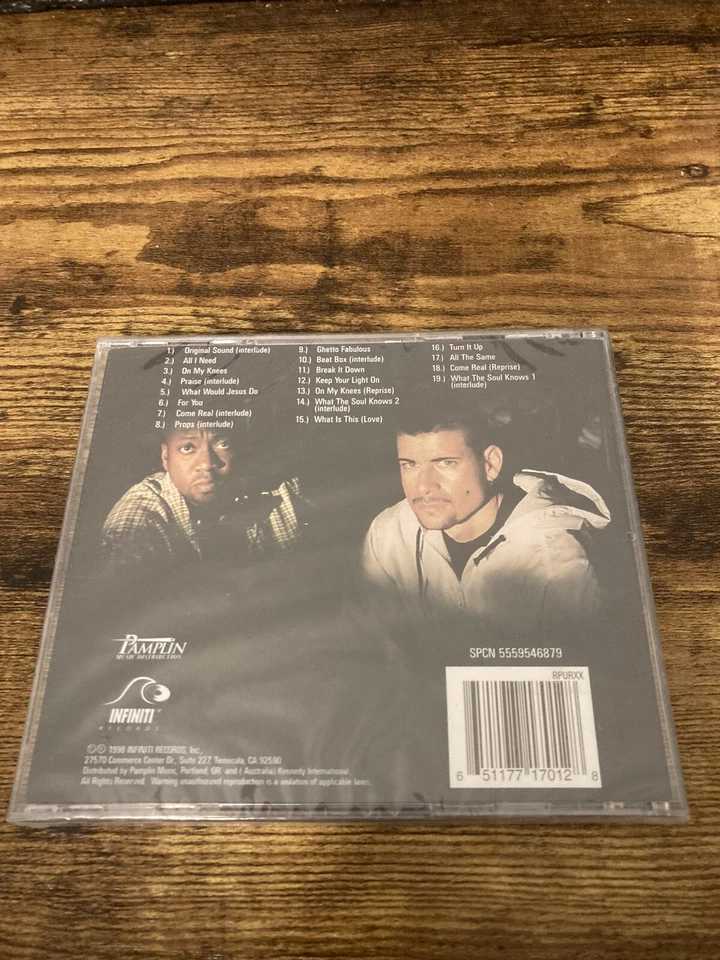 1.) Original Sound (interlude)
2.) All I Need
3.) On My Knees
4.) Praise (interlude)
5.) What Would Jesus Do
6.) For You
7.) Come Real (interlude)
8.) Props (interlude)
9.) Ghetto Fabulous
10.) Beat Box (interlude)
11.) Break It Down
12.) Keep Your Light On
13.) On My Knees (Reprise)
14.) What The Soul Knows 2
(interlude)
15.) What Is This (Love)
16.) Turn It Up
17.) All The Same
18.) Come Real (Reprise)
19.) What The Soul Knows 1
(interlude)
PAMPLIN
MUSIC DISTRIBUTION
INFINITI™
RECORDS
℗© 1998 INFINITI RECORDS, Inc.,
27570 Commerce Center Dr., Suite 227, Temecula, CA 92590
Distributed by Pamplin Music, Portland, OR and ( Australia) Kennedy International.
All Rights Reserved. Warning unauthorized reproduction is a violation of applicable laws.
SPCN 5559546879
RPURXX
6 51177 17012 8